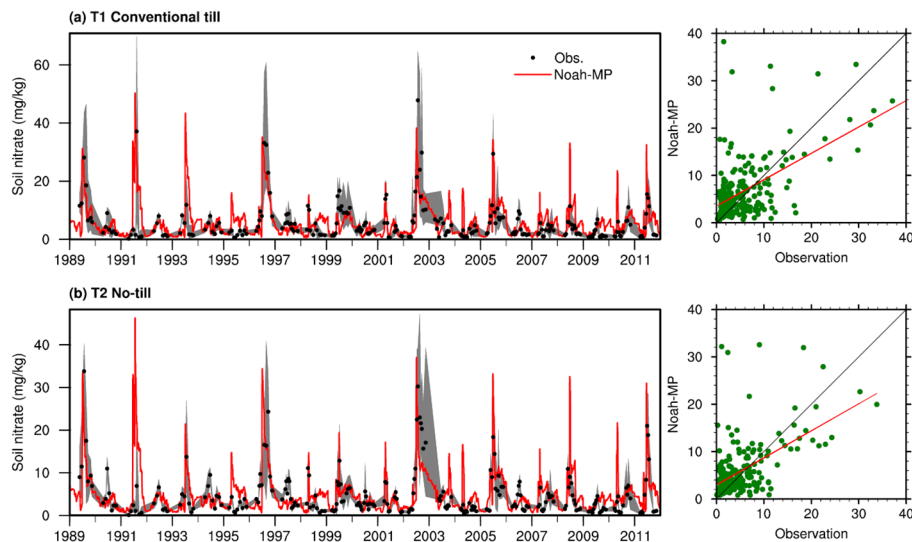 (a) T1 Conventional till
Soil nitrate (mg/kg)
60
40
20
0
Obs.
Noah-MP
1989 1991 1993 1995 1997 1999 2001 2003 2005 2007 2009 2011
Noah-MP
40
30
20
10
0
0 10 20 30 40
Observation
(b) T2 No-till
Soil nitrate (mg/kg)
40
30
20
10
0
1989 1991 1993 1995 1997 1999 2001 2003 2005 2007 2009 2011
Noah-MP
40
30
20
10
0
0 10 20 30 40
Observation